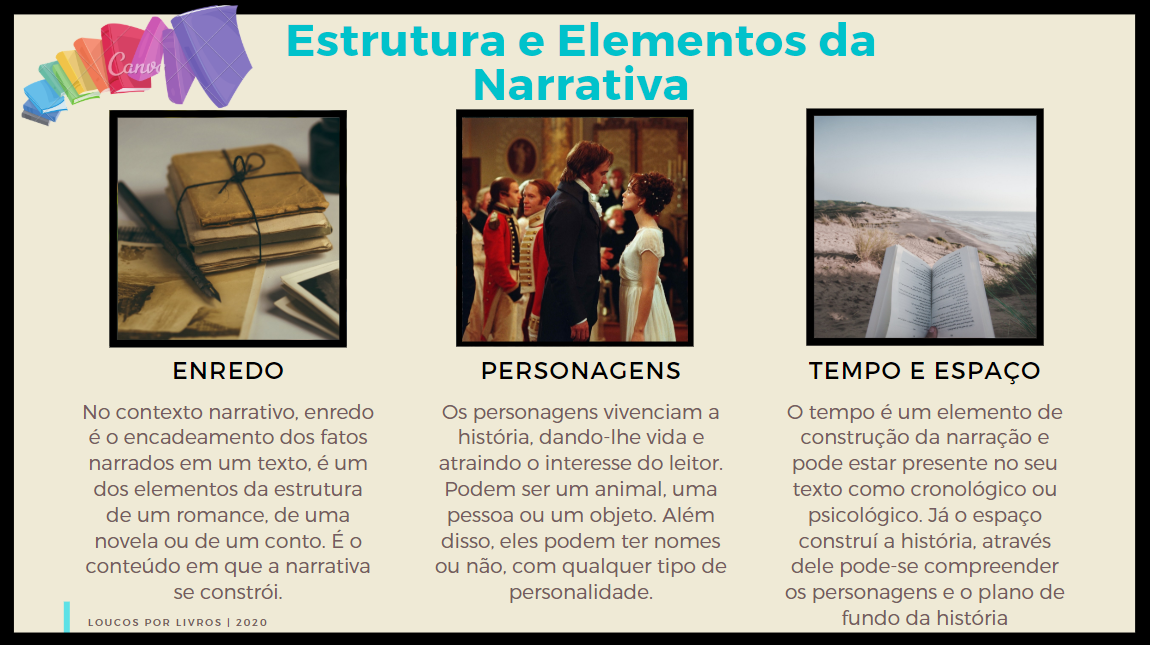 Canva
Estrutura e Elementos da
Narrativa
ENREDO
No contexto narrativo, enredo
é o encadeamento dos fatos
narrados em um texto, é um
dos elementos da estrutura
de um romance, de uma
novela ou de um conto. É o
conteúdo em que a narrativa
se constrói.
PERSONAGENS
Os personagens vivenciam a
história, dando-lhe vida e
atraindo o interesse do leitor.
Podem ser um animal, uma
pessoa ou um objeto. Além
disso, eles podem ter nomes
ou não, com qualquer tipo de
personalidade.
TEMPO E ESPAÇO
O tempo é um elemento de
construção da narração e
pode estar presente no seu
texto como cronológico ou
psicológico. Já o espaço
construí a história, através
dele pode-se compreender
os personagens e o plano de
fundo da história
LOUCOS POR LIVROS | 2020